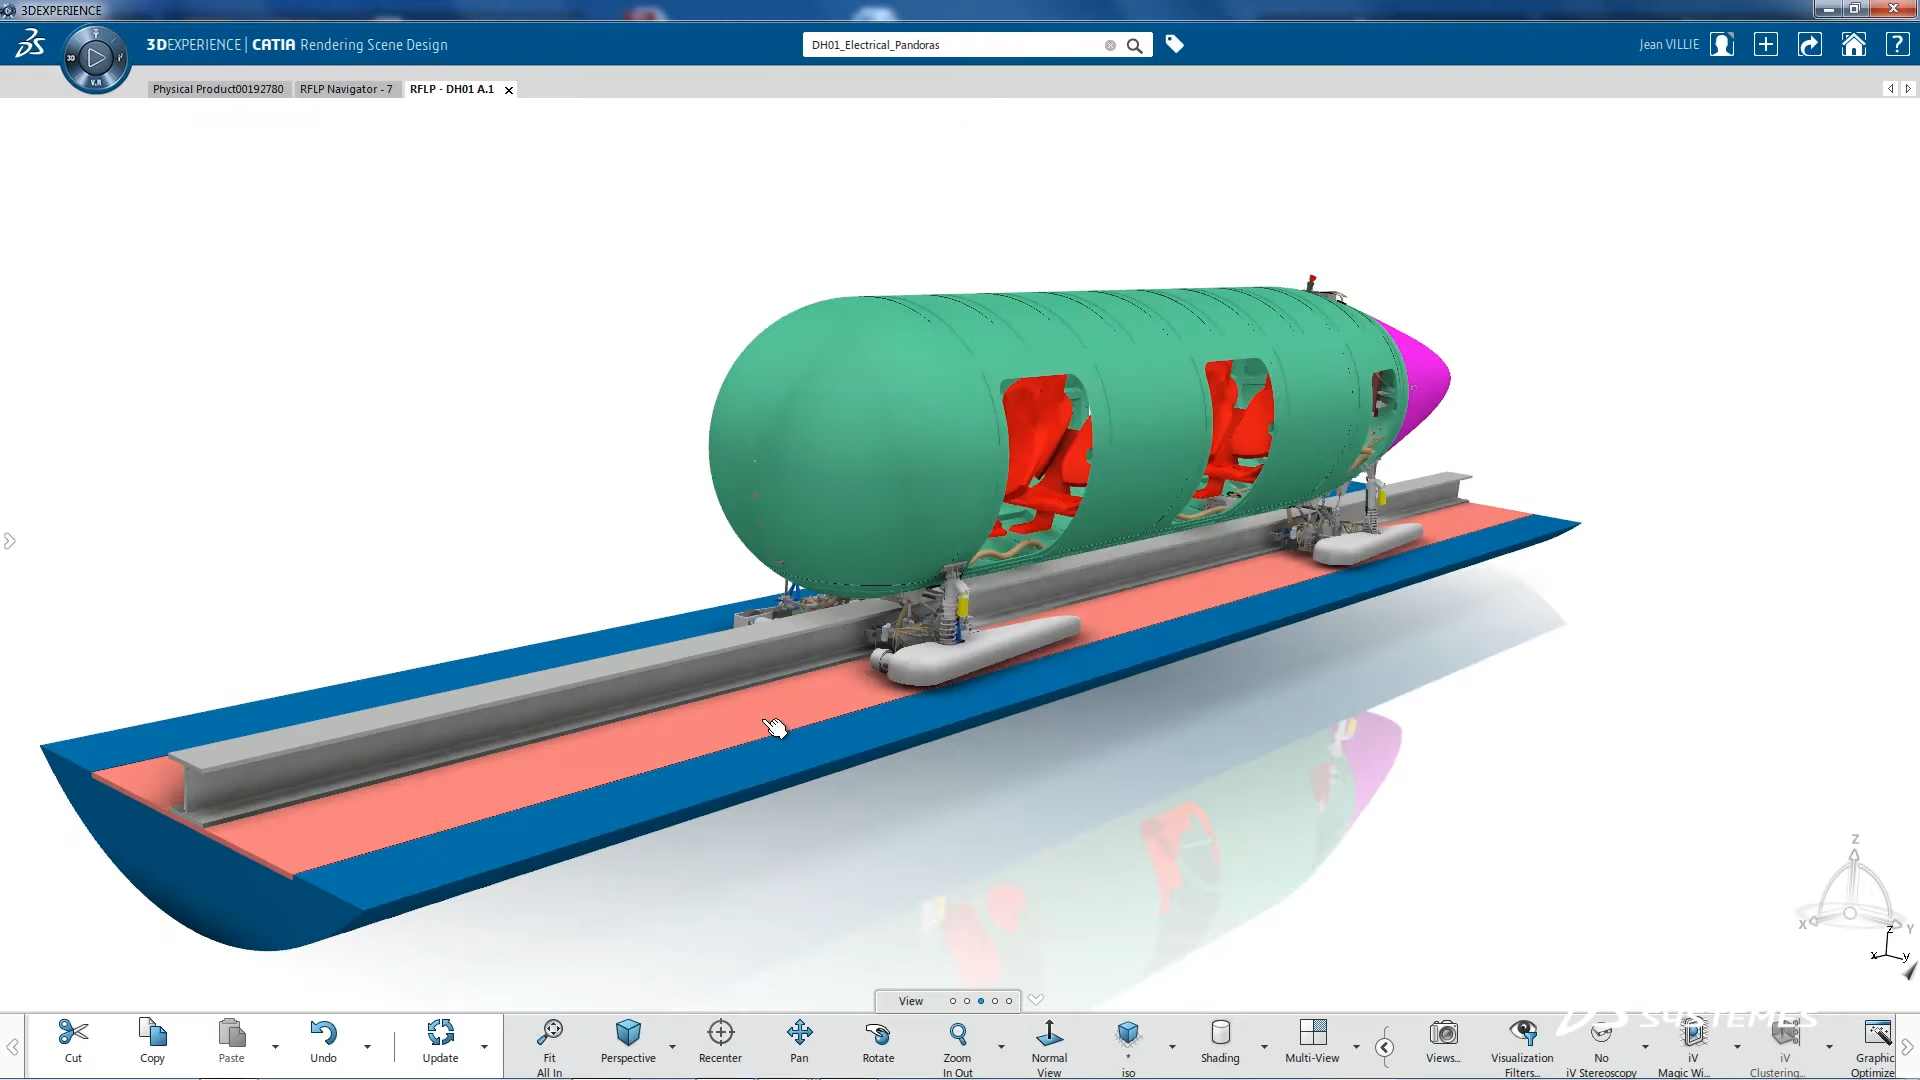 3DEXPERIENCE
3DEXPERIENCE | CATIA Rendering Scene Design
DH01_Electrical_Pandoras
Jean VILLIE
3D
V.R
Physical Product00192780
RFLP Navigator - 7
RFLP - DH01 A.1
Z
X
Y
z
x
y
View
Cut
Copy
Paste
Undo
Update
Fit All In
Perspective
Recenter
Pan
Rotate
Zoom In Out
Normal View
* iso
Shading
Multi-View
Views...
Visualization Filters...
No iV Stereoscopy
iV Magic Wi...
iV Clustering...
Graphic Optimize
SYSTEMES